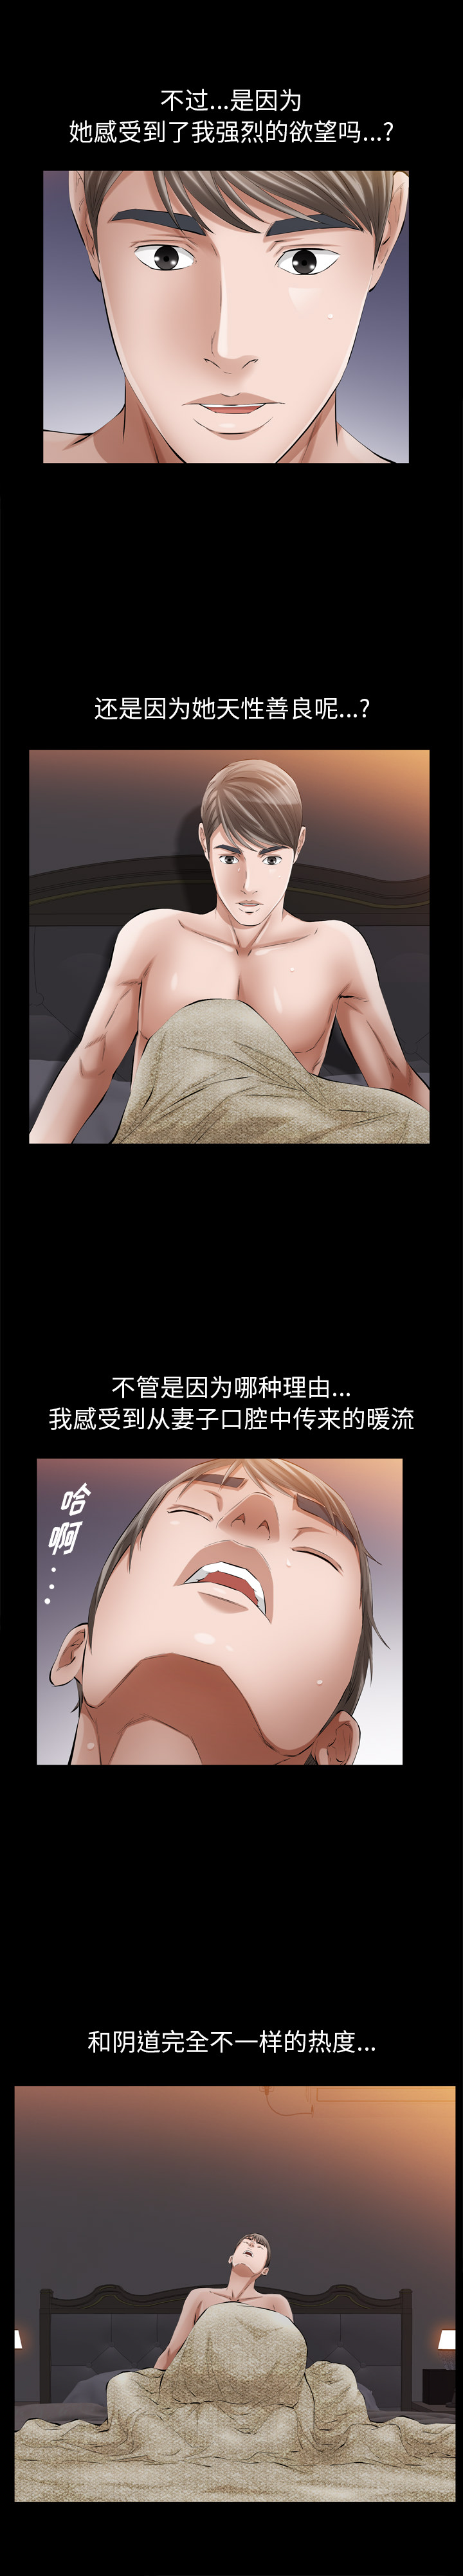 不过...是因为
她感受到了我强烈的欲望吗...?
还是因为她天性善良呢...?
不管是因为哪种理由...
我感受到从妻子口腔中传来的暖流
哈
啊
...
和阴道完全不一样的热度...